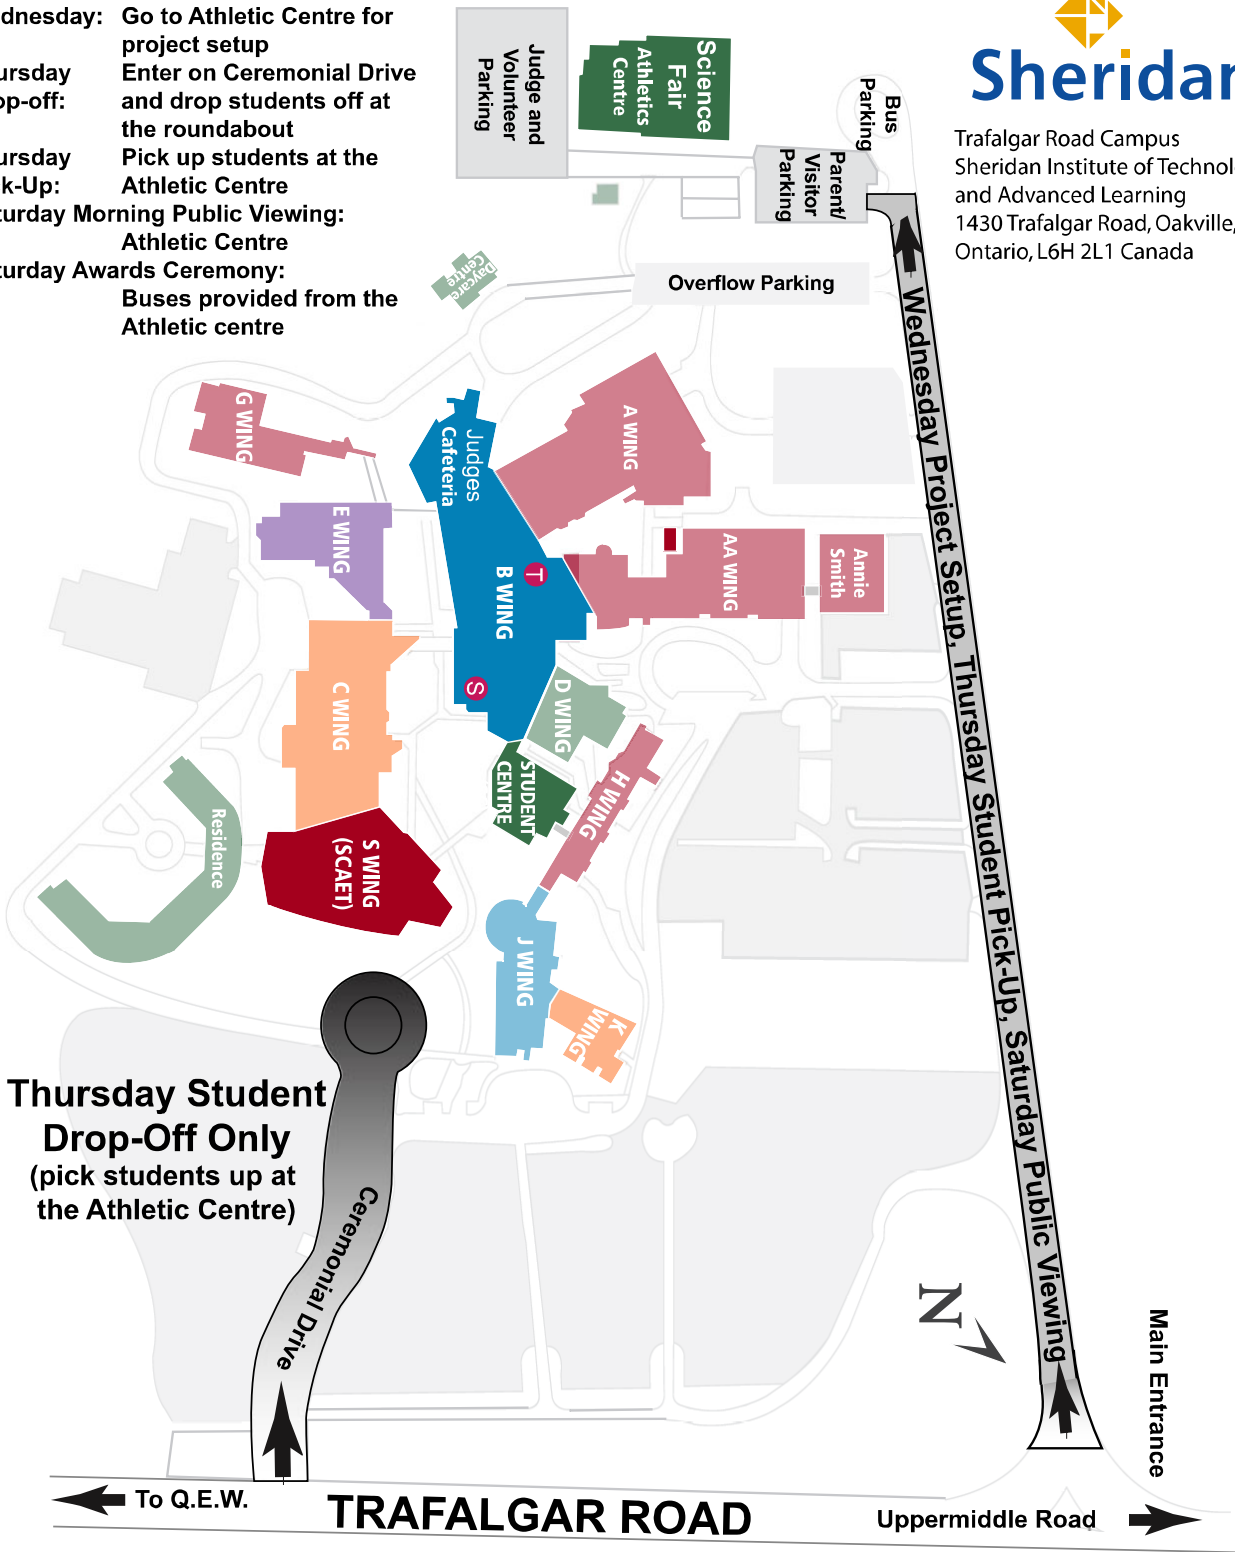 dnesday: Go to Athletic Centre for
project setup
ursday Enter on Ceremonial Drive
op-off: and drop students off at
the roundabout
ursday Pick up students at the
k-Up: Athletic Centre
turday Morning Public Viewing:
Athletic Centre
turday Awards Ceremony:
Buses provided from the
Athletic centre
Judge and
Volunteer
Parking
Science
Fair
Athletics
Centre
Bus
Parking
Parent/
Visitor
Parking
Sheridan
Trafalgar Road Campus
Sheridan Institute of Technol
and Advanced Learning
1430 Trafalgar Road, Oakville,
Ontario, L6H 2L1 Canada
Daycare
Centre
Overflow Parking
Wednesday Project Setup, Thursday Student Pick-Up, Saturday Public Viewing
G WING
Judges
Cafeteria
A WING
E WING
B WING
T
AA WING
Annie
Smith
C WING
S
D WING
STUDENT
CENTRE
H WING
Residence
S WING
(SCAET)
J WING
K
WING
Thursday Student
Drop-Off Only
(pick students up at
the Athletic Centre)
Ceremonial Drive
N
Main Entrance
To Q.E.W.
TRAFALGAR ROAD
Uppermiddle Road